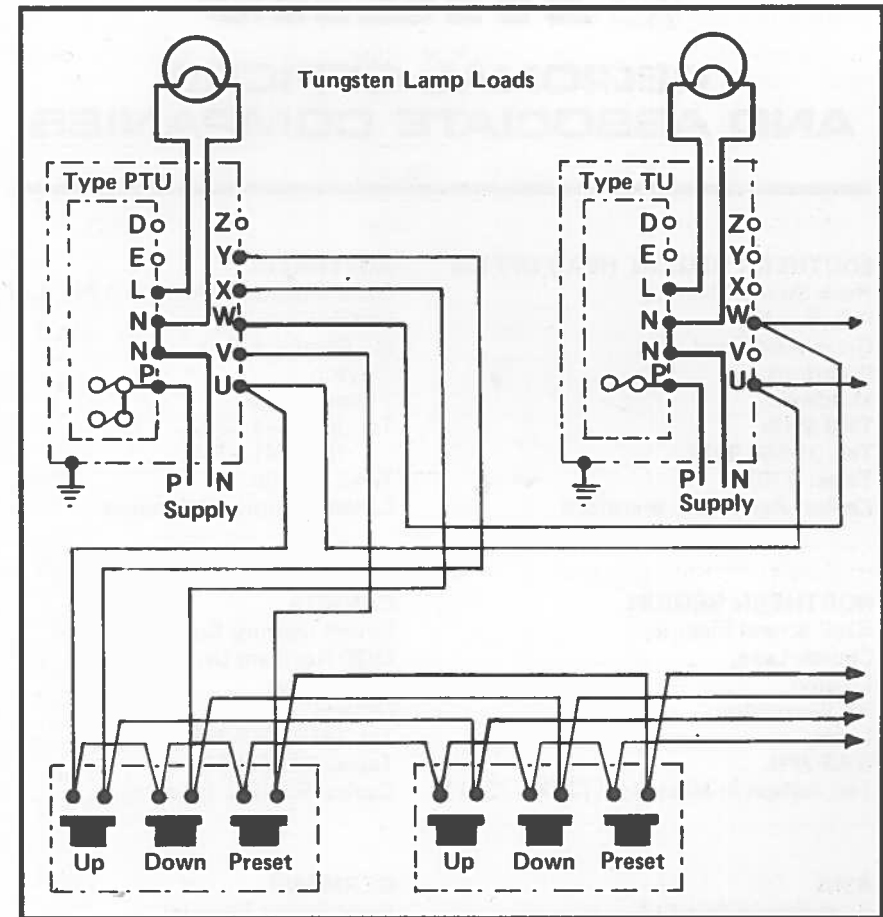 Tungsten Lamp Loads
Type PTU
D
E
L
N
N
P
Z
Y
X
W
V
U
P N
Supply
Type TU
D
E
L
N
N
P
Z
Y
X
W
V
U
P N
Supply
Up Down Preset
Up Down Preset